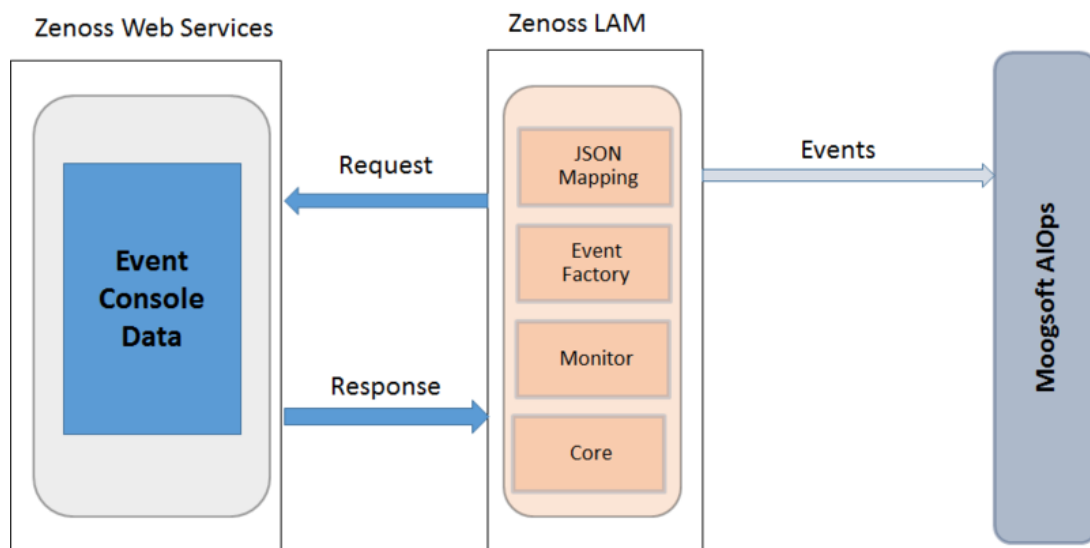 Zenoss Web Services
Zenoss LAM
Event
Console
Data
Request
Response
JSON
Mapping
Event
Factory
Monitor
Core
Events
Moogsoft AIOps